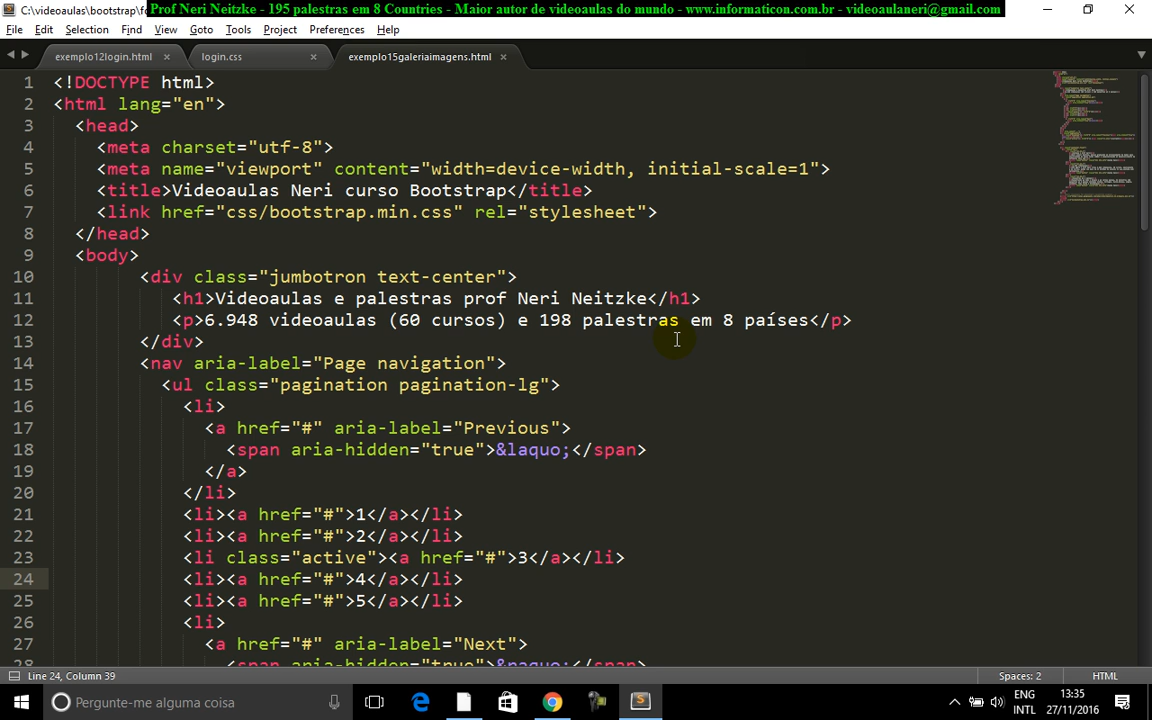 C:\videoaulas\bootstrap\fo Prof Neri Neitzke - 195 palestras em 8 Countries - Maior autor de videoaulas do mundo - www.informaticon.com.br - videoaulaneri@gmail.com
File Edit Selection Find View Goto Tools Project Preferences Help
exemplo12login.html × login.css × exemplo15galeriaimagens.html ×
1 <!DOCTYPE html>
2 <html lang="en">
3 <head>
4 <meta charset="utf-8">
5 <meta name="viewport" content="width=device-width, initial-scale=1">
6 <title>Videoaulas Neri curso Bootstrap</title>
7 <link href="css/bootstrap.min.css" rel="stylesheet">
8 </head>
9 <body>
10 <div class="jumbotron text-center">
11 <h1>Videoaulas e palestras prof Neri Neitzke</h1>
12 <p>6.948 videoaulas (60 cursos) e 198 palestras em 8 países</p>
13 </div>
14 <nav aria-label="Page navigation">
15 <ul class="pagination pagination-lg">
16 <li>
17 <a href="#" aria-label="Previous">
18 <span aria-hidden="true">&laquo;</span>
19 </a>
20 </li>
21 <li><a href="#">1</a></li>
22 <li><a href="#">2</a></li>
23 <li class="active"><a href="#">3</a></li>
24 <li><a href="#">4</a></li>
25 <li><a href="#">5</a></li>
26 <li>
27 <a href="#" aria-label="Next">
28 <span aria-hidden="true">&raquo;</span>
Line 24, Column 39 Spaces: 2 HTML
Pergunte-me alguma coisa
ENG 13:35
INTL 27/11/2016